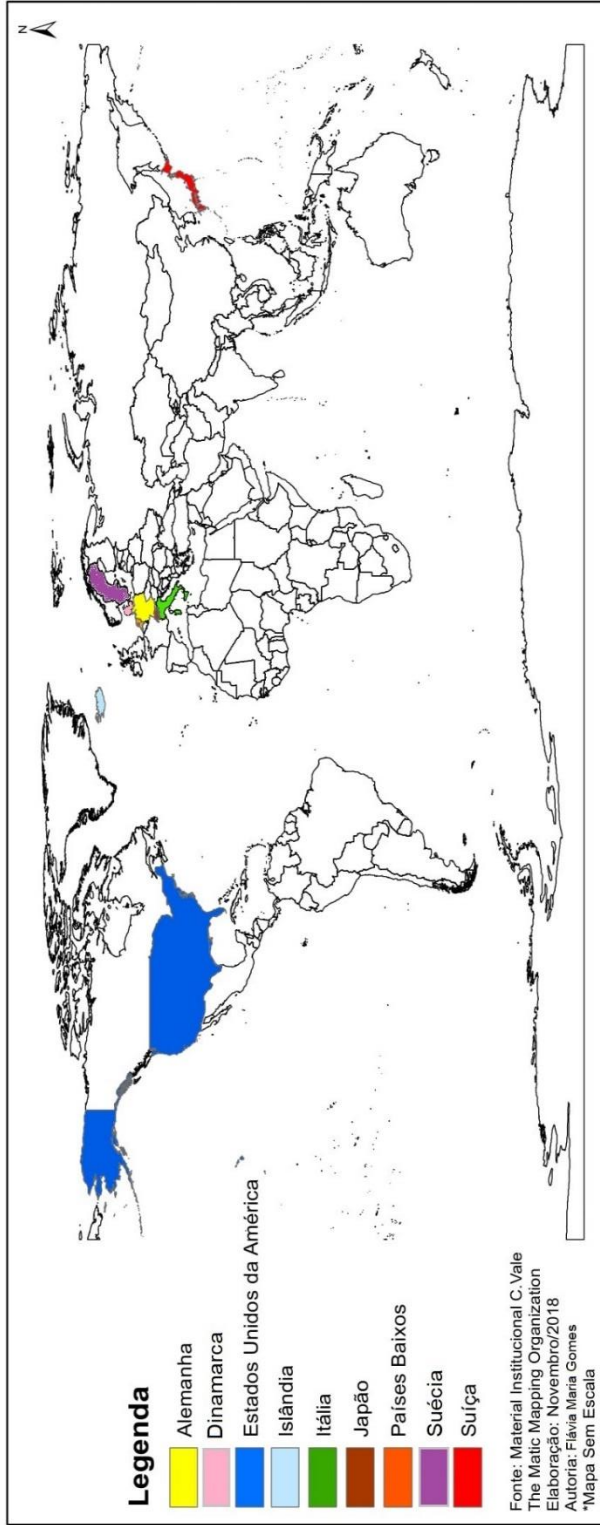 N
Legenda
Alemanha
Dinamarca
Estados Unidos da América
Islândia
Itália
Japão
Países Baixos
Suécia
Suíça
Fonte: Material Institucional C.Vale
The Matic Mapping Organization
Elaboração: Novembro/2018
Autoria: Flávia Maria Gomes
*Mapa Sem Escala